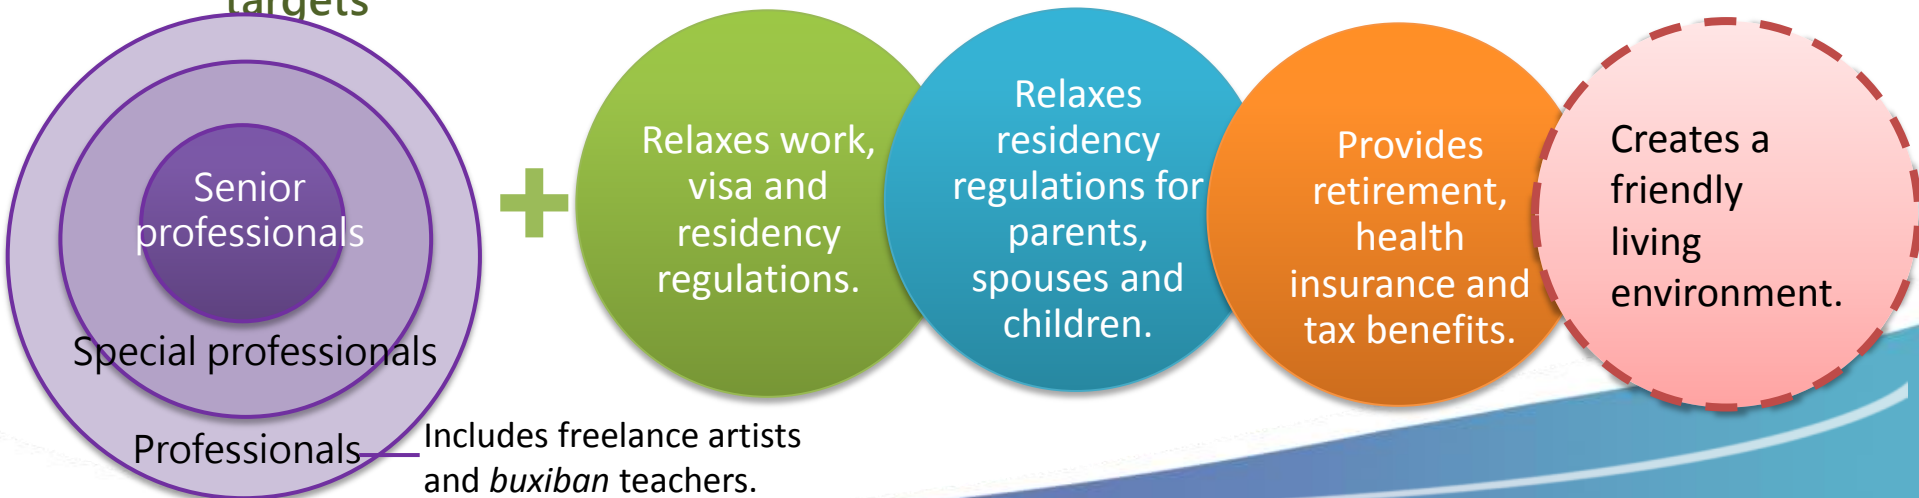 targets
Senior
professionals
Special professionals
Professionals
Includes freelance artists
and buxiban teachers.
+
Relaxes work,
visa and
residency
regulations.
Relaxes
residency
regulations for
parents,
spouses and
children.
Provides
retirement,
health
insurance and
tax benefits.
Creates a
friendly
living
environment.